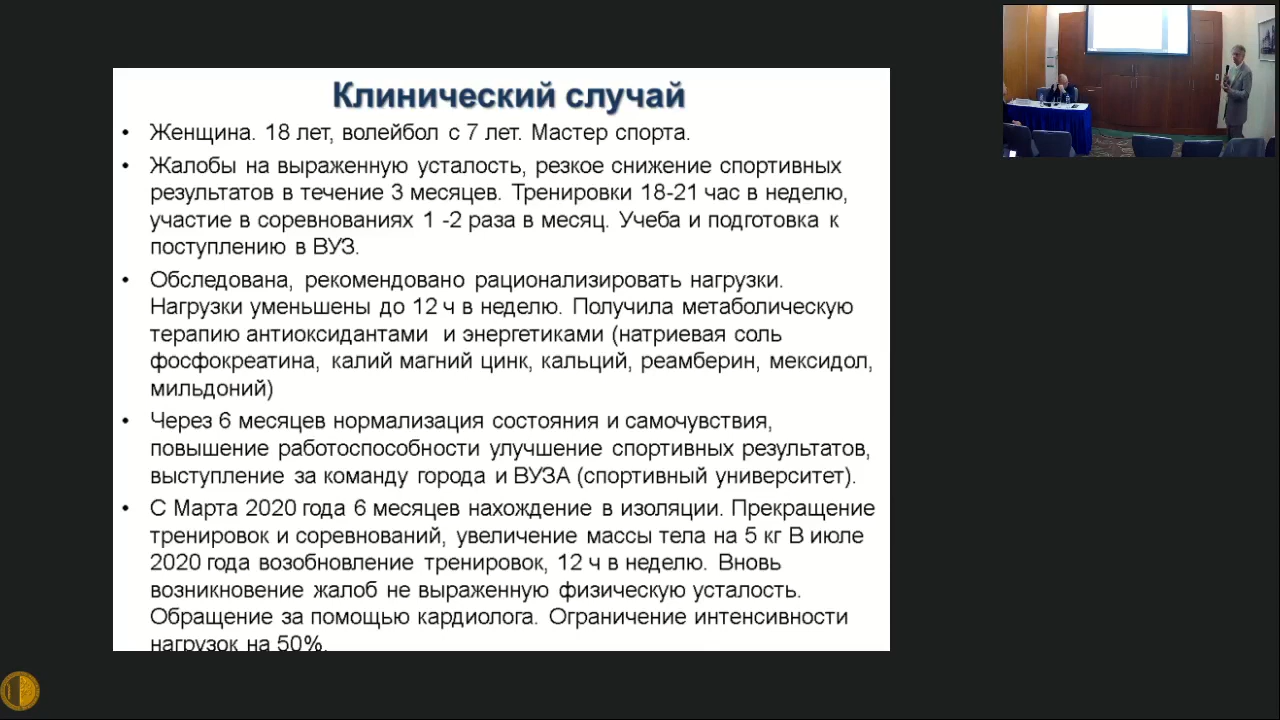 Клинический случай
• Женщина. 18 лет, волейбол с 7 лет. Мастер спорта.
• Жалобы на выраженную усталость, резкое снижение спортивных
результатов в течение 3 месяцев. Тренировки 18-21 час в неделю,
участие в соревнованиях 1 -2 раза в месяц. Учеба и подготовка к
поступлению в ВУЗ.
• Обследована, рекомендовано рационализировать нагрузки.
Нагрузки уменьшены до 12 ч в неделю. Получила метаболическую
терапию антиоксидантами и энергетиками (натриевая соль
фосфокреатина, калий магний цинк, кальций, реамберин, мексидол,
мильдоний)
• Через 6 месяцев нормализация состояния и самочувствия,
повышение работоспособности улучшение спортивных результатов,
выступление за команду города и ВУЗА (спортивный университет).
• С Марта 2020 года 6 месяцев нахождение в изоляции. Прекращение
тренировок и соревнований, увеличение массы тела на 5 кг В июле
2020 года возобновление тренировок, 12 ч в неделю. Вновь
возникновение жалоб не выраженную физическую усталость.
Обращение за помощью кардиолога. Ограничение интенсивности
нагрузок на 50%.